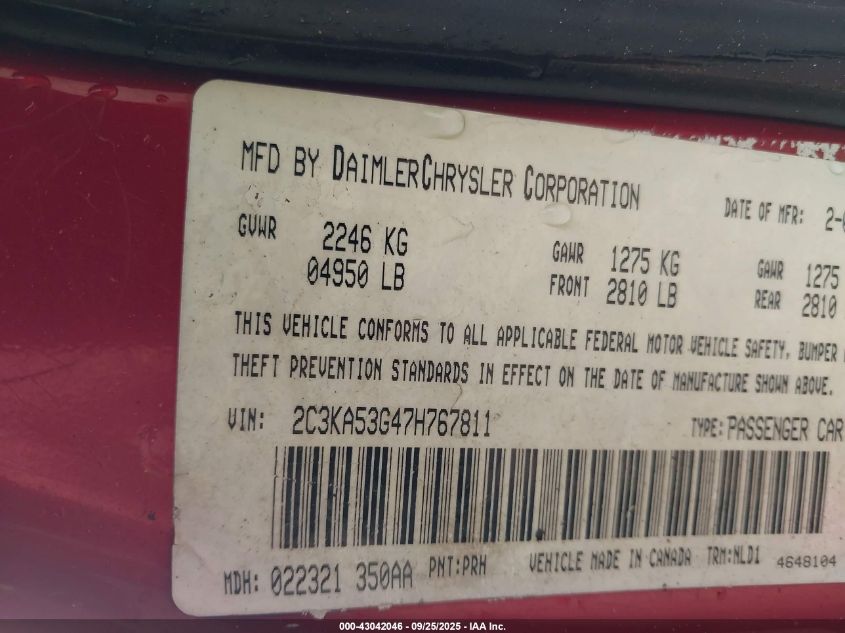 MFD BY DAIMLERCHRYSLER CORPORATION DATE OF MFR: 2-
GVWR 2246 KG GAWR 1275 KG GAWR 1275
04950 LB FRONT 2810 LB REAR 2810
THIS VEHICLE CONFORMS TO ALL APPLICABLE FEDERAL MOTOR VEHICLE SAFETY, BUMPER
THEFT PREVENTION STANDARDS IN EFFECT ON THE DATE OF MANUFACTURE SHOWN ABOVE.
VIN: 2C3KA53G47H767811 TYPE: PASSENGER CAR
MDH: 022321 350AA PNT:PRH VEHICLE MADE IN CANADA TRM:NLD1 4648104
000-43042046 - 09/25/2025 - IAA Inc.